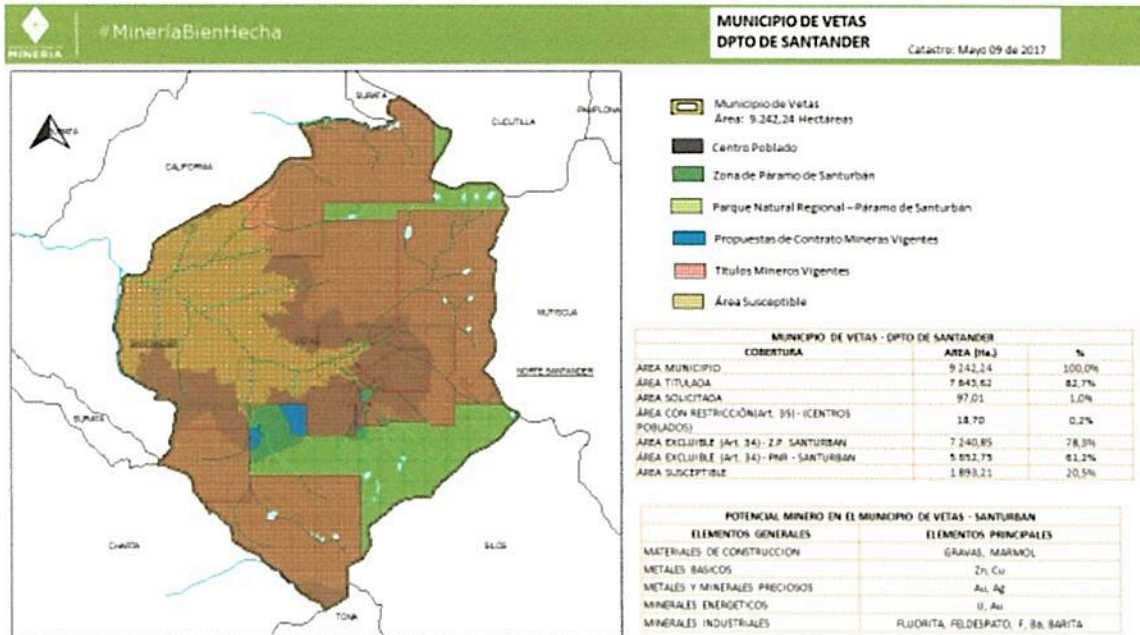 MINERÍA
#MineríaBienHecha
MUNICIPIO DE VETAS
DPTO DE SANTANDER
Catastro: Mayo 09 de 2017
SURATA
PAMPLONA
CUCUTILLA
CALIFORNIA
MUTISCUA
NORTE SANTANDER
SURATA
CHARTA
SILOS
TONA
Municipio de Vetas
Área: 9.242,24 Hectáreas
Centro Poblado
Zona de Páramo de Santurbán
Parque Natural Regional – Páramo de Santurbán
Propuestas de Contrato Mineras Vigentes
Títulos Mineros Vigentes
Área Susceptible
MUNICIPIO DE VETAS - DPTO DE SANTANDER
COBERTURA AREA (Ha.) %
ÁREA MUNICIPIO 9 242,24 100,0%
ÁREA TITULADA 7 643,62 82,7%
AREA SOLICITADA 97,01 1,0%
ÁREA CON RESTRICCIÓN(Art. 35) - (CENTROS
POBLADOS) 18,70 0,2%
ÁREA EXCLUIBLE (Art. 34) - Z.P. SANTURBAN 7 240,85 78,3%
ÁREA EXCLUIBLE (Art. 34) - PNR - SANTURBAN 5 652,75 61,2%
ÁREA SUSCEPTIBLE 1 893,21 20,5%
POTENCIAL MINERO EN EL MUNICIPIO DE VETAS - SANTURBAN
ELEMENTOS GENERALES ELEMENTOS PRINCIPALES
MATERIALES DE CONSTRUCCION GRAVAS, MARMOL
METALES BASICOS Zn, Cu
METALES Y MINERALES PRECIOSOS Au, Ag
MINERALES ENERGETICOS U, Au
MINERALES INDUSTRIALES FLUORITA, FELDESPATO, F, Ba, BARITA